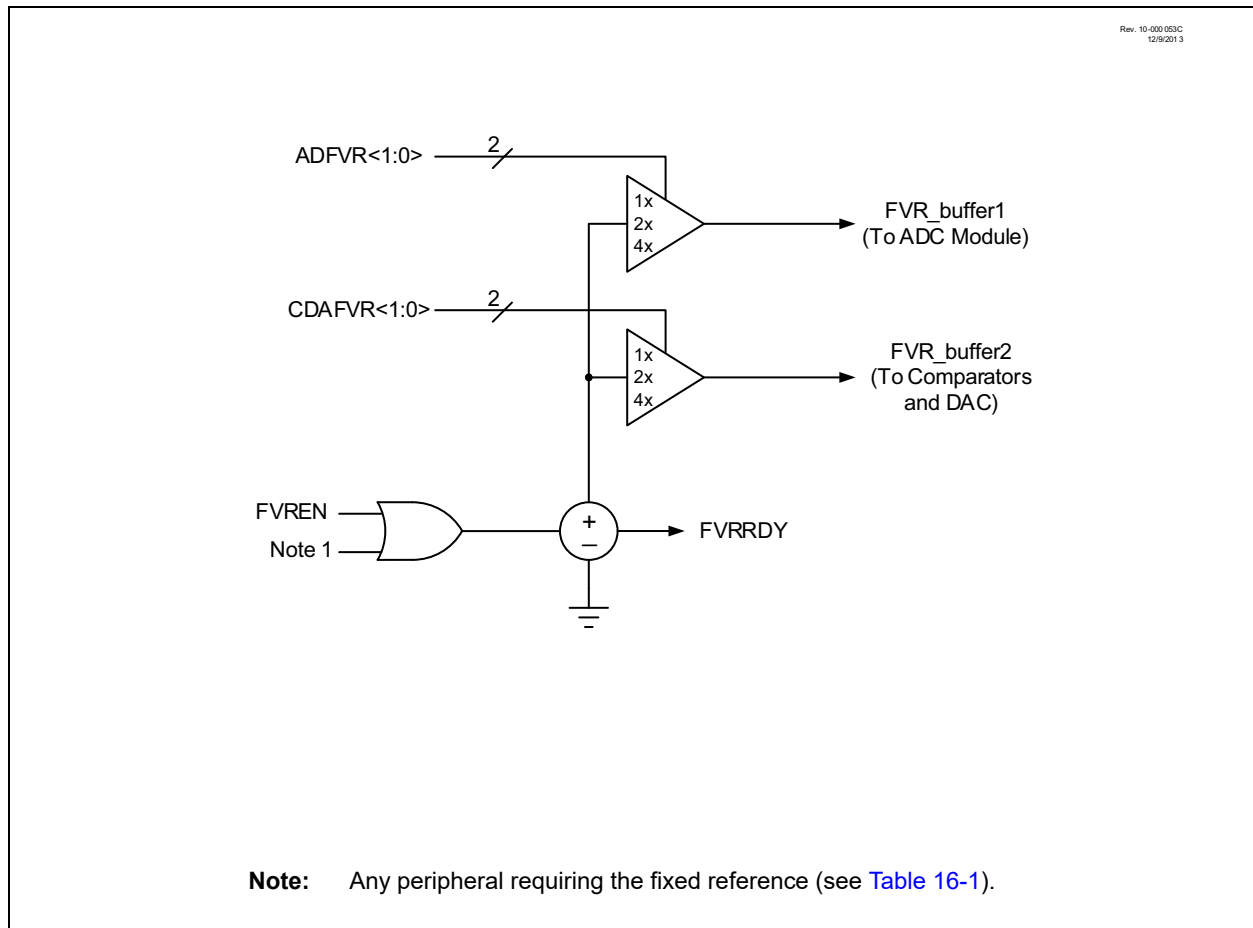 Rev. 10-000 053C
12/9/201 3
ADFVR<1:0>
2
1x
2x
4x
FVR_buffer1
(To ADC Module)
CDAFVR<1:0>
2
1x
2x
4x
FVR_buffer2
(To Comparators
and DAC)
FVREN
Note 1
+
_
FVRRDY
Note: Any peripheral requiring the fixed reference (see Table 16-1).